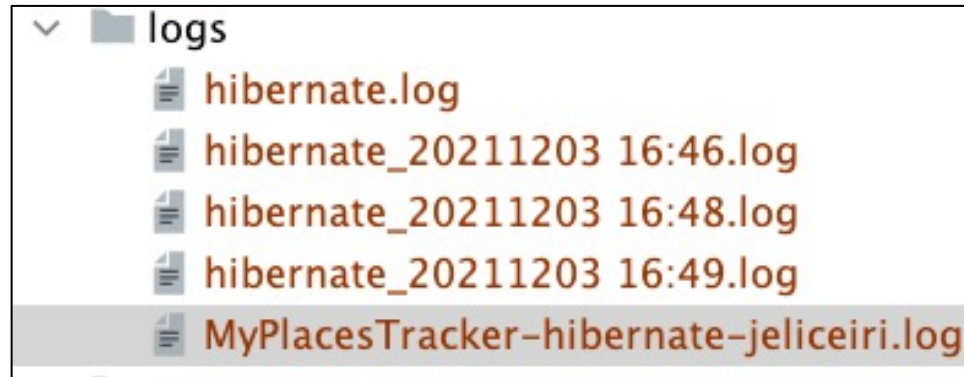 logs
hibernate.log
hibernate_20211203 16:46.log
hibernate_20211203 16:48.log
hibernate_20211203 16:49.log
MyPlacesTracker-hibernate-jeliceiri.log